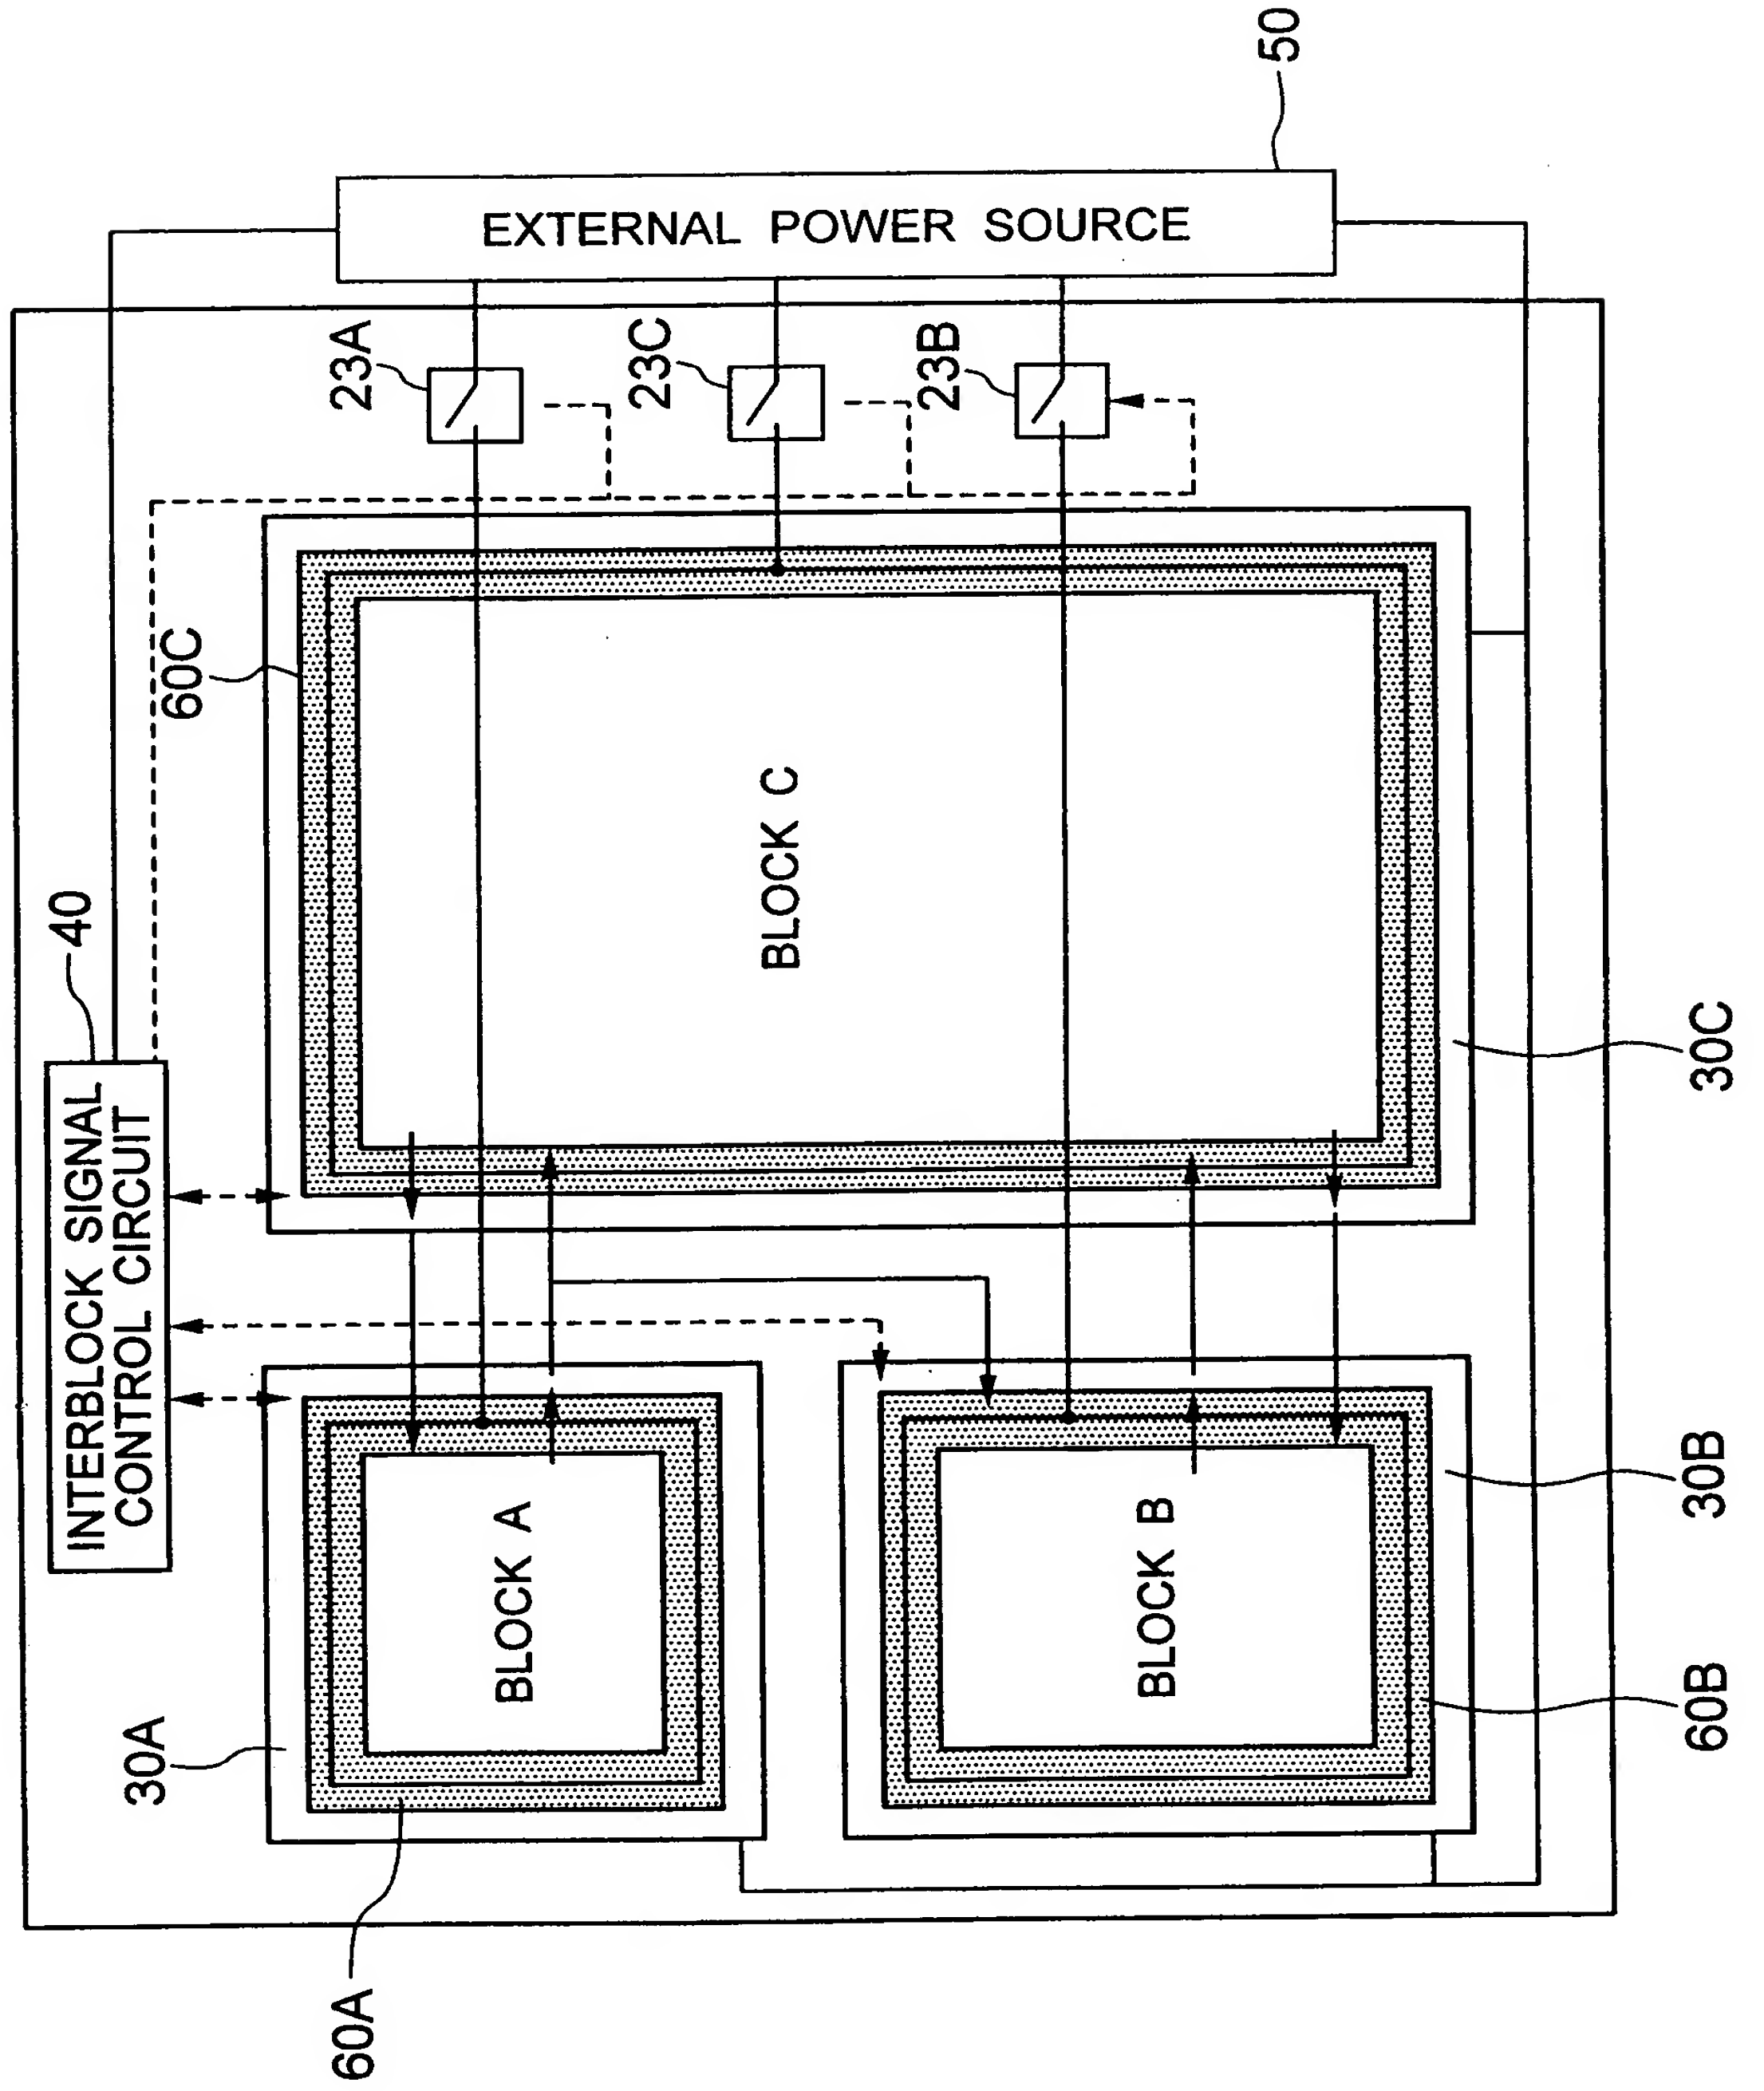 INTERBLOCK SIGNAL
CONTROL CIRCUIT
40
30A
60A
BLOCK A
60C
23A
BLOCK C
23C
EXTERNAL POWER SOURCE
23B
50
BLOCK B
60B
30B
30C